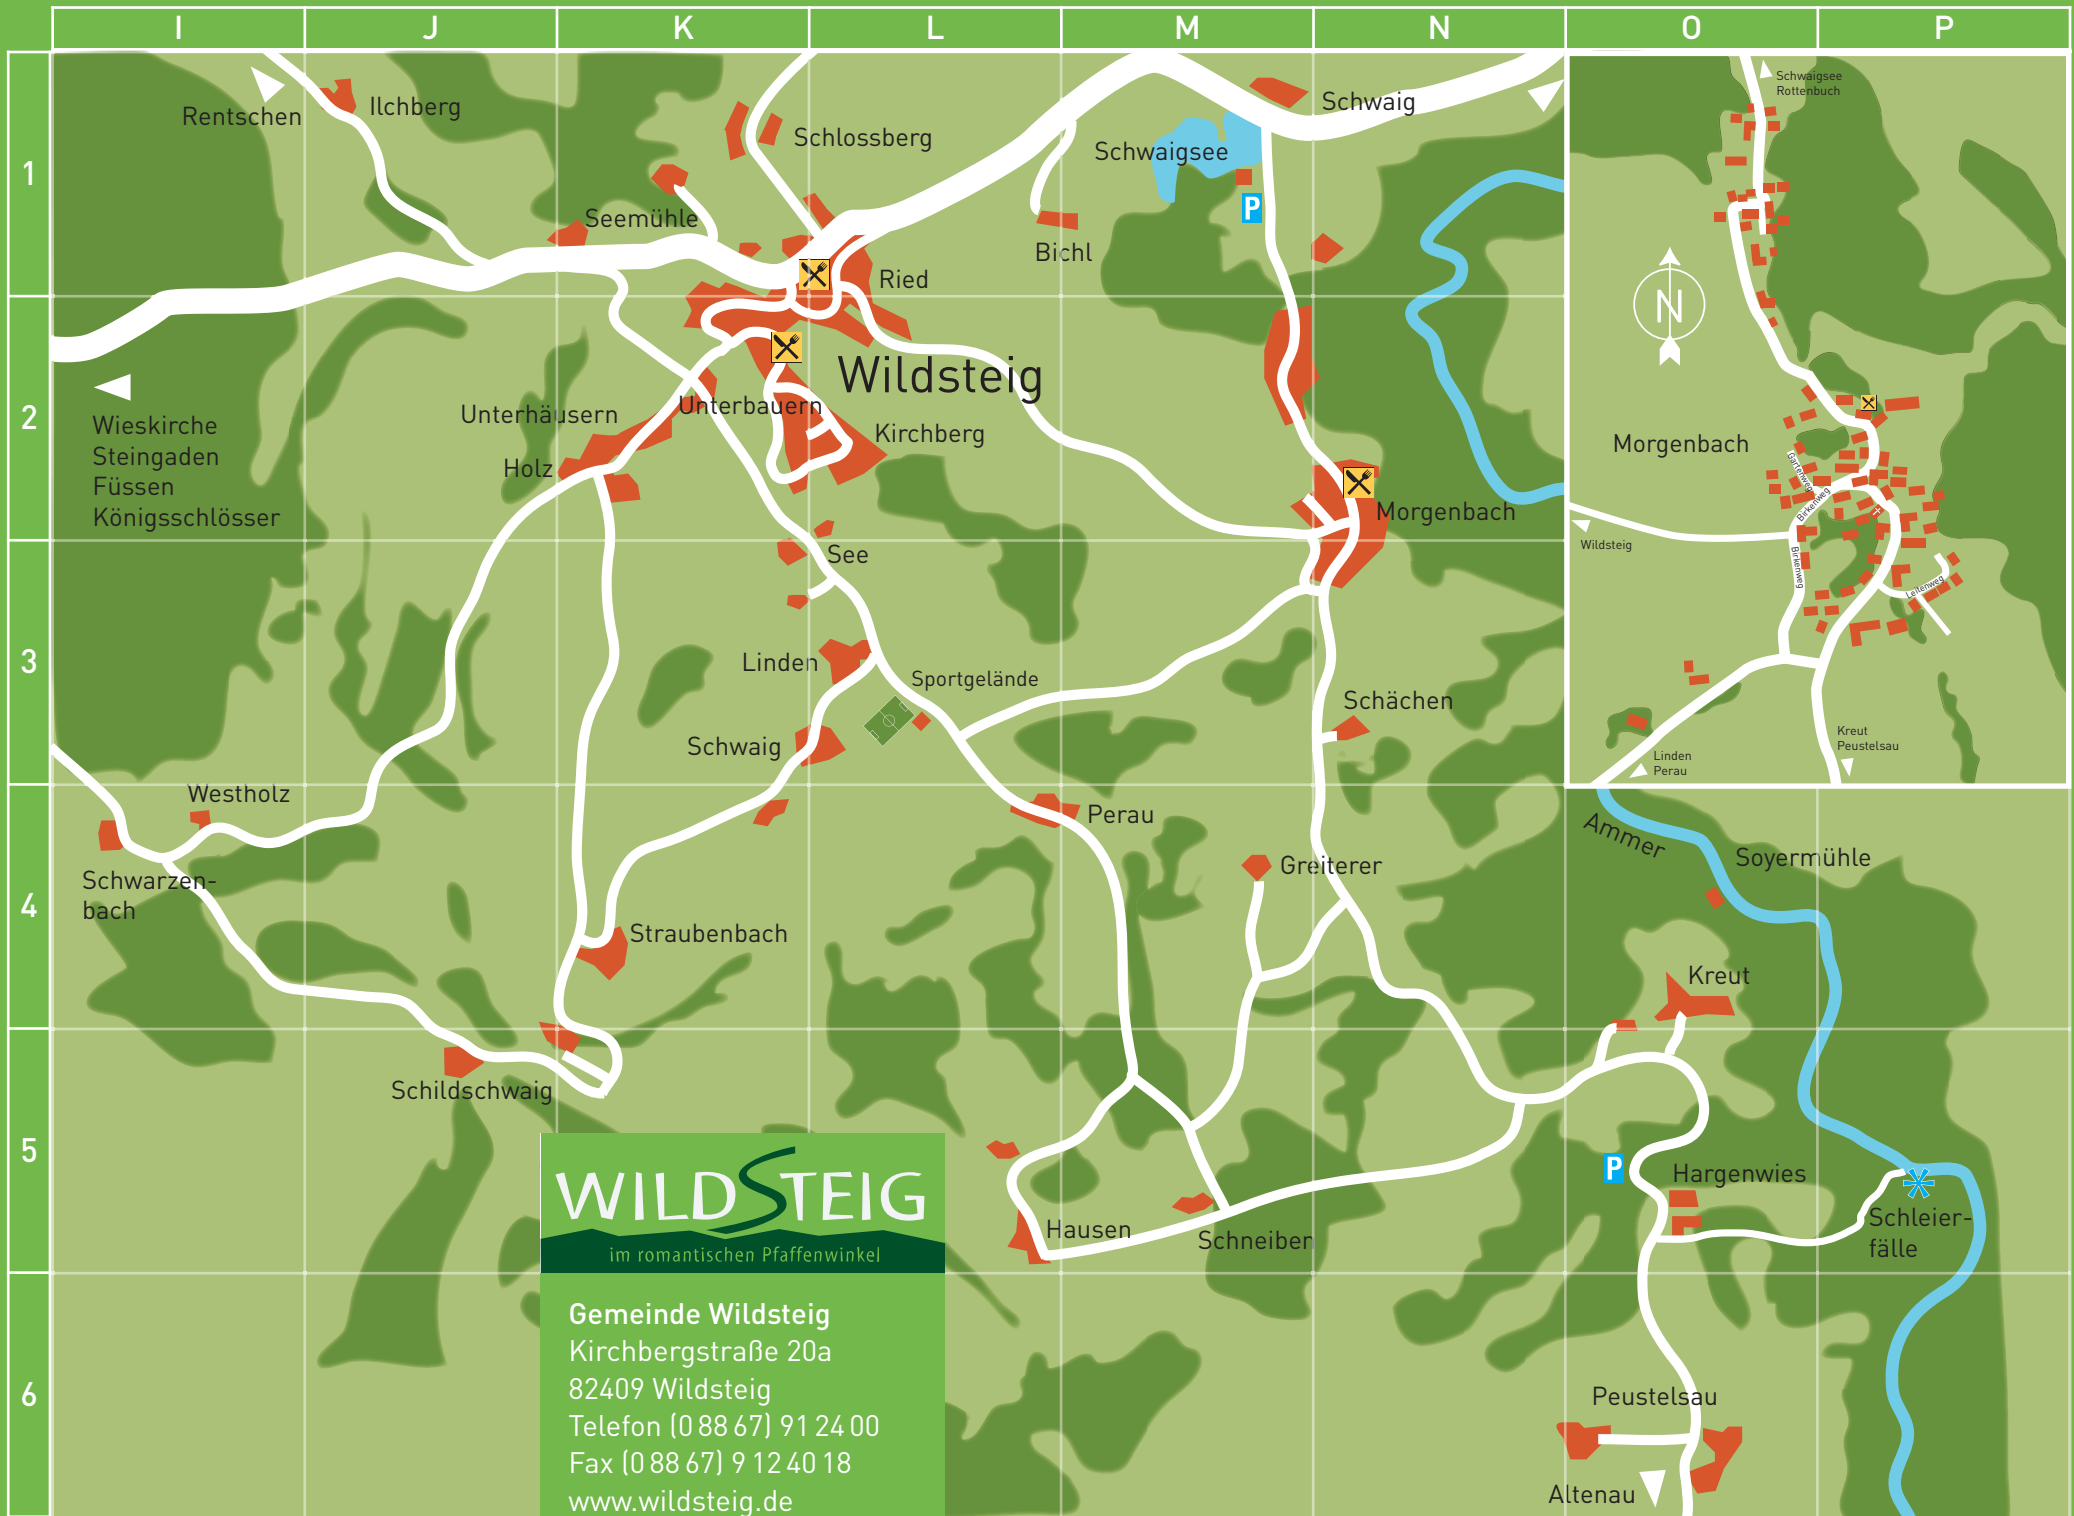 I J K L M N O P
1
2
3
4
5
6
Rentschen
Ilchberg
Schlossberg
Seemühle
Schwaigsee
P
Schwaig
Bichl
Ried
Wieskirche
Steingaden
Füssen
Königsschlösser
Unterhäusern
Unterbauern
Wildsteig
Kirchberg
Holz
Morgenbach
See
Linden
Sportgelände
Schwaig
Schächen
Westholz
Schwarzen-
bach
Perau
Greiterer
Straubenbach
Schildschwaig
Hausen
Schneiben
Ammer
Soyermühle
Kreut
P
Hargenwies
Schleier-
fälle
Peustelsau
Altenau
Schwaigsee
Rottenbuch
N
Morgenbach
Gartenweg
Birkenweg
Birkenweg
Leitenweg
Wildsteig
Linden
Perau
Kreut
Peustelsau
WILDSTEIG
im romantischen Pfaffenwinkel
Gemeinde Wildsteig
Kirchbergstraße 20a
82409 Wildsteig
Telefon (0 88 67) 91 24 00
Fax (0 88 67) 9 12 40 18
www.wildsteig.de